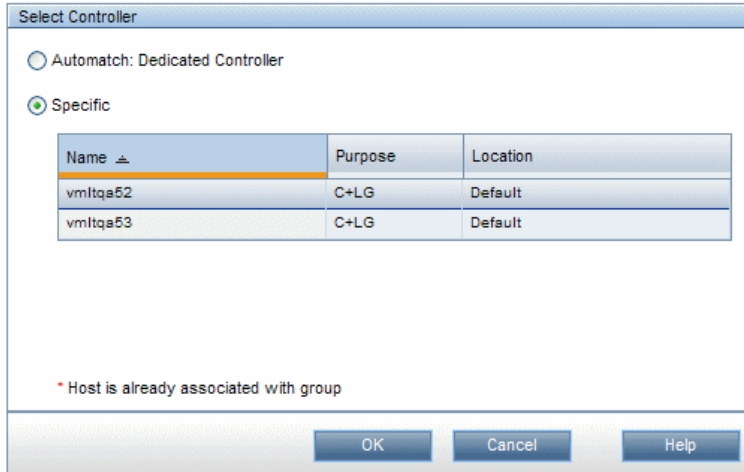 Select Controller
Automatch: Dedicated Controller
Specific
Name Purpose Location
vmltqa52 C+LG Default
vmltqa53 C+LG Default
* Host is already associated with group
OK Cancel Help